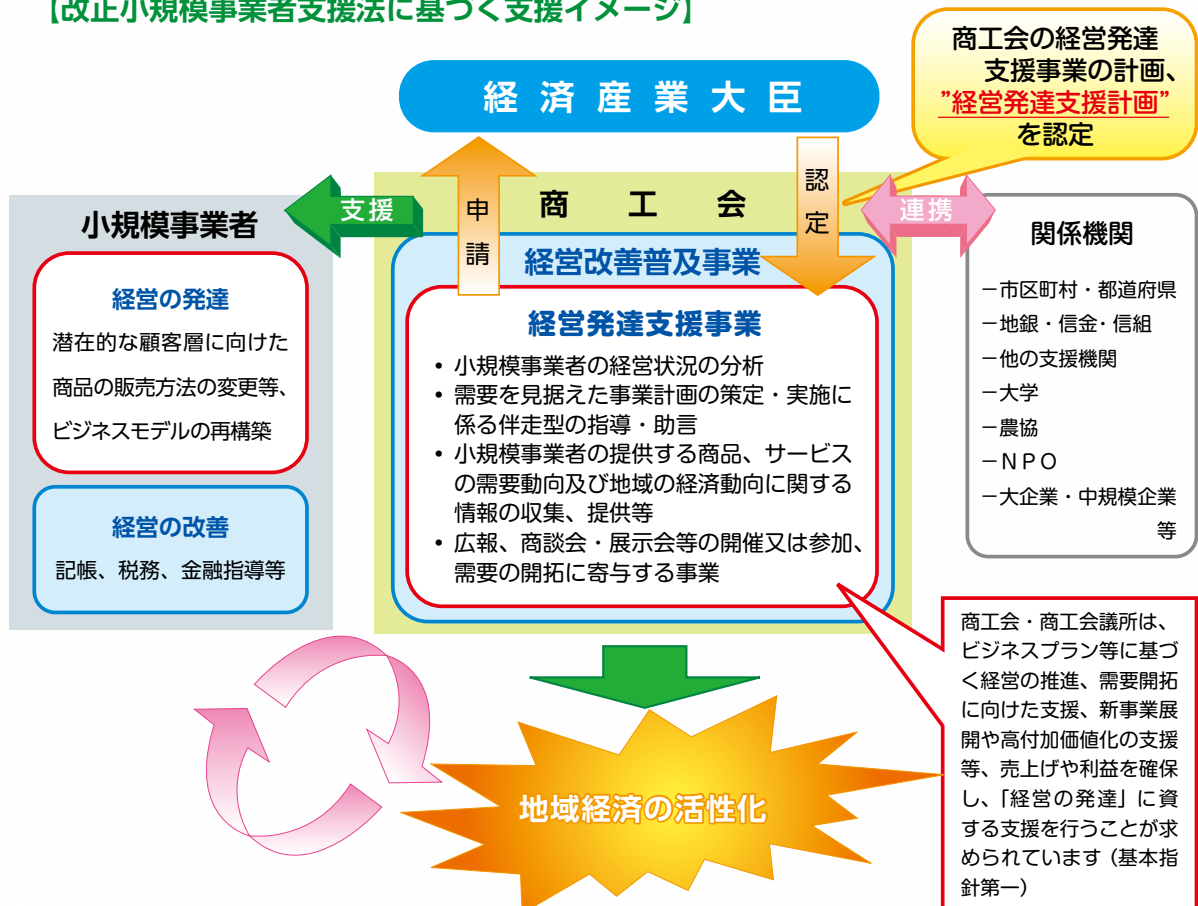 【改正小規模事業者支援法に基づく支援イメージ】
商工会の経営発達
支援事業の計画、
”経営発達支援計画”
を認定
経済産業大臣
申請
認定
支援
商工会
連携
小規模事業者
経営の発達
潜在的な顧客層に向けた
商品の販売方法の変更等、
ビジネスモデルの再構築
経営の改善
記帳、税務、金融指導等
経営改善普及事業
経営発達支援事業
• 小規模事業者の経営状況の分析
• 需要を見据えた事業計画の策定・実施に
係る伴走型の指導・助言
• 小規模事業者の提供する商品、サービス
の需要動向及び地域の経済動向に関する
情報の収集、提供等
• 広報、商談会・展示会等の開催又は参加、
需要の開拓に寄与する事業
関係機関
－市区町村・都道府県
－地銀・信金・信組
－他の支援機関
－大学
－農協
－ＮＰＯ
－大企業・中規模企業
等
商工会・商工会議所は、
ビジネスプラン等に基づ
く経営の推進、需要開拓
に向けた支援、新事業展
開や高付加価値化の支援
等、売上げや利益を確保
し、「経営の発達」に資
する支援を行うことが求
められています（基本指
針第一）
地域経済の活性化